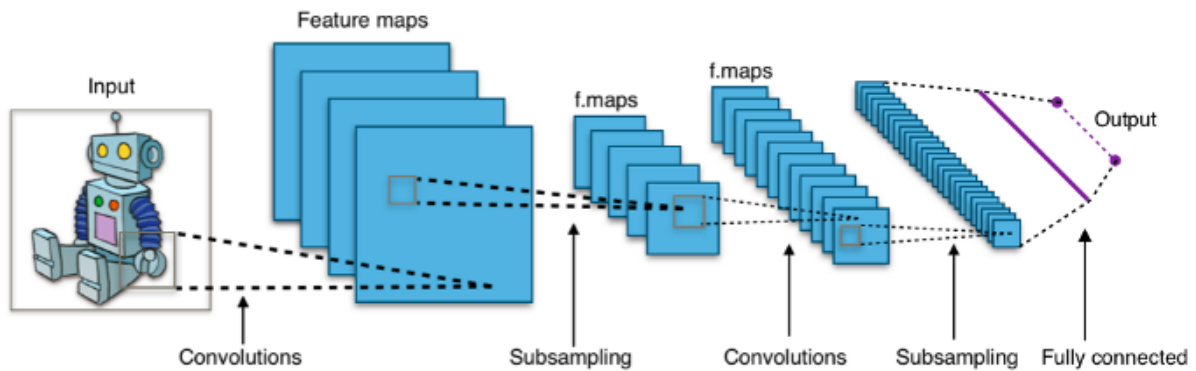 Feature maps
Input
f.maps
f.maps
Output
Convolutions
Subsampling
Convolutions
Subsampling
Fully connected